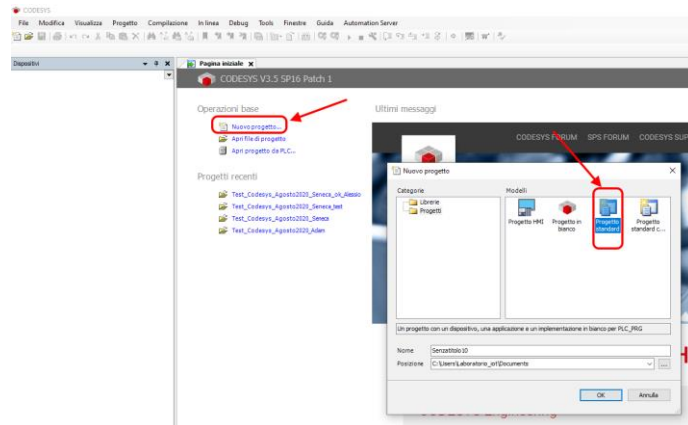 CODESYS
File Modifica Visualizza Progetto Compilazione In linea Debug Tools Finestre Guida Automation Server
Dispositivi
Pagina iniziale
CODESYS V3.5 SP16 Patch 1
Operazioni base
Ultimi messaggi
Nuovo progetto...
Apri file di progetto
Apri progetto da PLC...
CODESYS FORUM SPS FORUM CODESYS SUP
Progetti recenti
Test_Codesys_Agosto2020_Seneca_ok_Alessio
Test_Codesys_Agosto2020_Seneca_test
Test_Codesys_Agosto2020_Seneca
Test_Codesys_Agosto2020_Aden
Nuovo progetto
Categorie
Modelli
Librerie
Progetti
Progetto HMI
Progetto in bianco
Progetto standard
Progetto standard c...
Un progetto con un dispositivo, una applicazione e un implementazione in bianco per PLC_PRG
Nome Senzatitolo10
Posizione C:\Users\Laboratorio_iot\Documents
...
OK Annulla